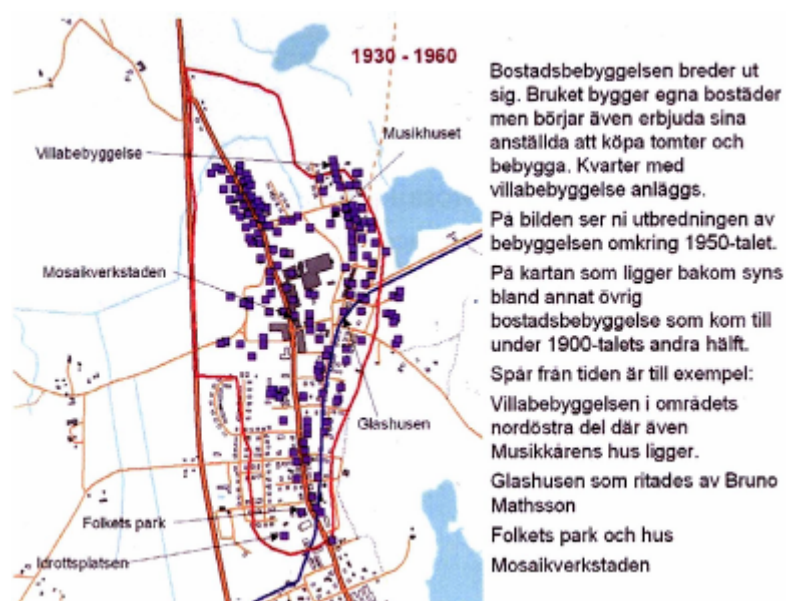 1930 - 1960
Musikhuset
Villabebyggelse
Mosaikverkstaden
Glashusen
Folkets park
Idrottsplatsen
Bostadsbebyggelsen breder ut
sig. Bruket bygger egna bostäder
men börjar även erbjuda sina
anställda att köpa tomter och
bebygga. Kvarter med
villabebyggelse anläggs.
På bilden ser ni utbredningen av
bebyggelsen omkring 1950-talet.
På kartan som ligger bakom syns
bland annat övrig
bostadsbebyggelse som kom till
under 1900-talets andra hälft.
Spår från tiden är till exempel:
Villabebyggelsen i områdets
nordöstra del där även
Musikkårens hus ligger.
Glashusen som ritades av Bruno
Mathsson
Folkets park och hus
Mosaikverkstaden